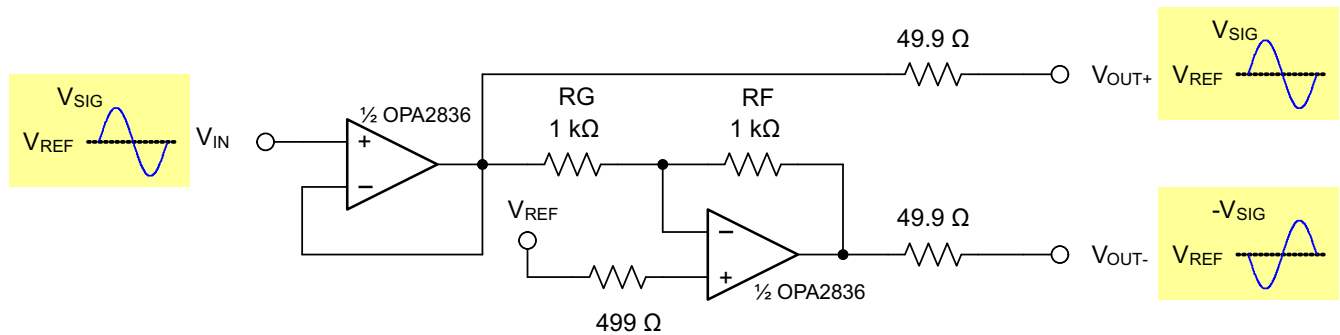 VSIG
VREF
VIN
½ OPA2836
+
−
RG
1 kΩ
RF
1 kΩ
49.9 Ω
VOUT+
VSIG
VREF
VREF
499 Ω
−
+
½ OPA2836
49.9 Ω
VOUT-
-VSIG
VREF